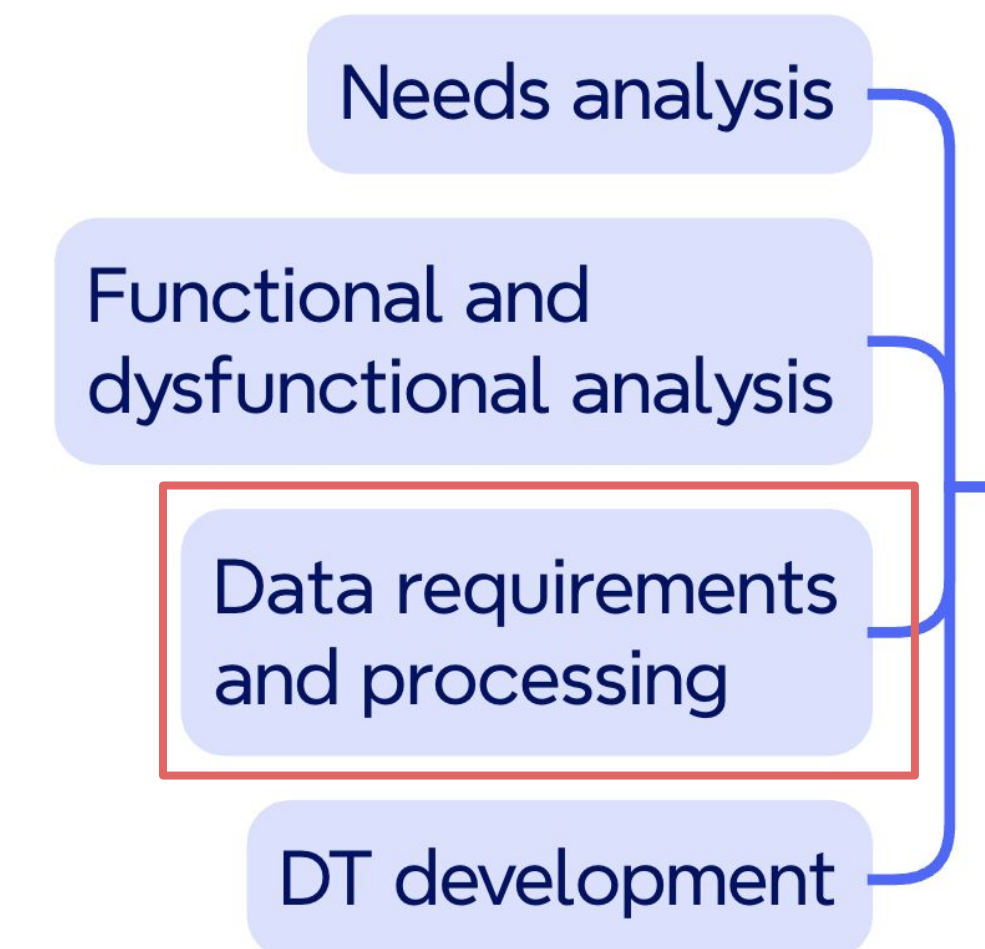 Needs analysis
Functional and
dysfunctional analysis
Data requirements
and processing
DT development